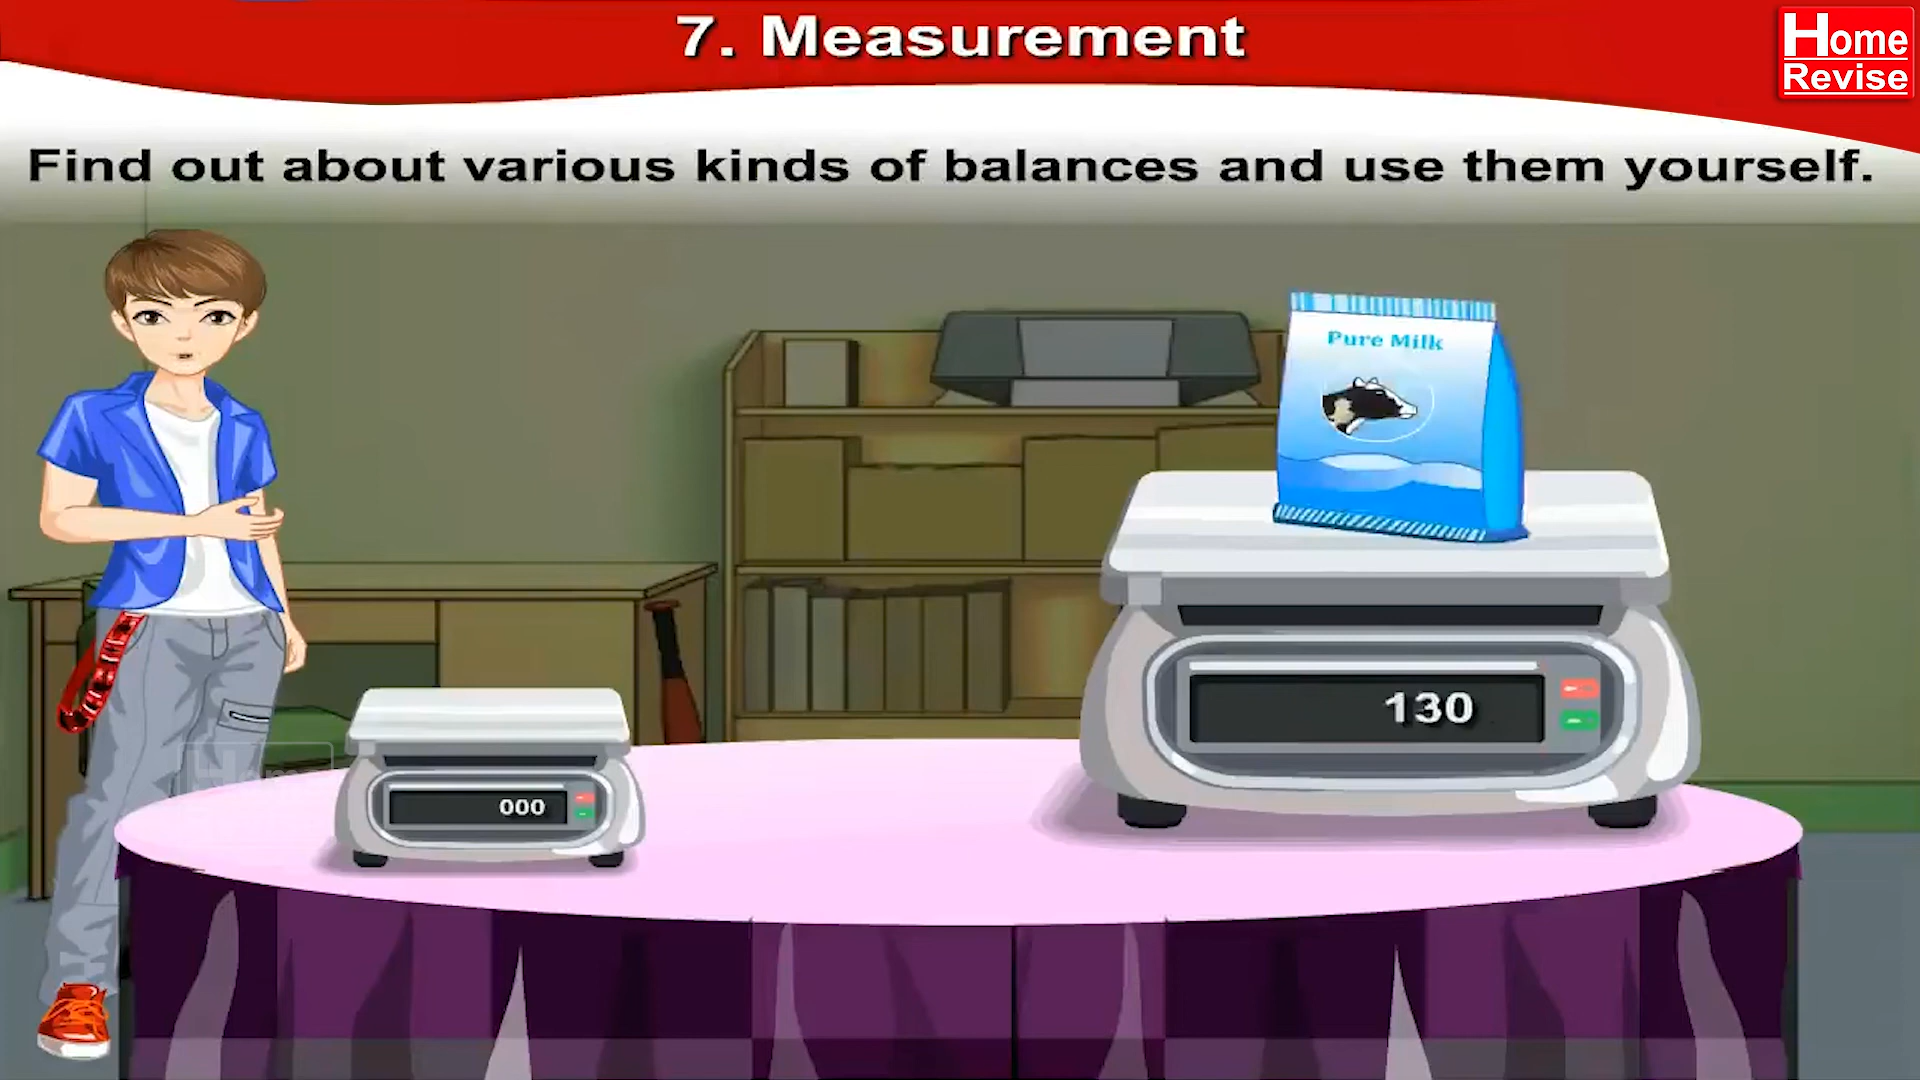 7. Measurement
Home
Revise
Find out about various kinds of balances and use them yourself.
Pure Milk
130
000